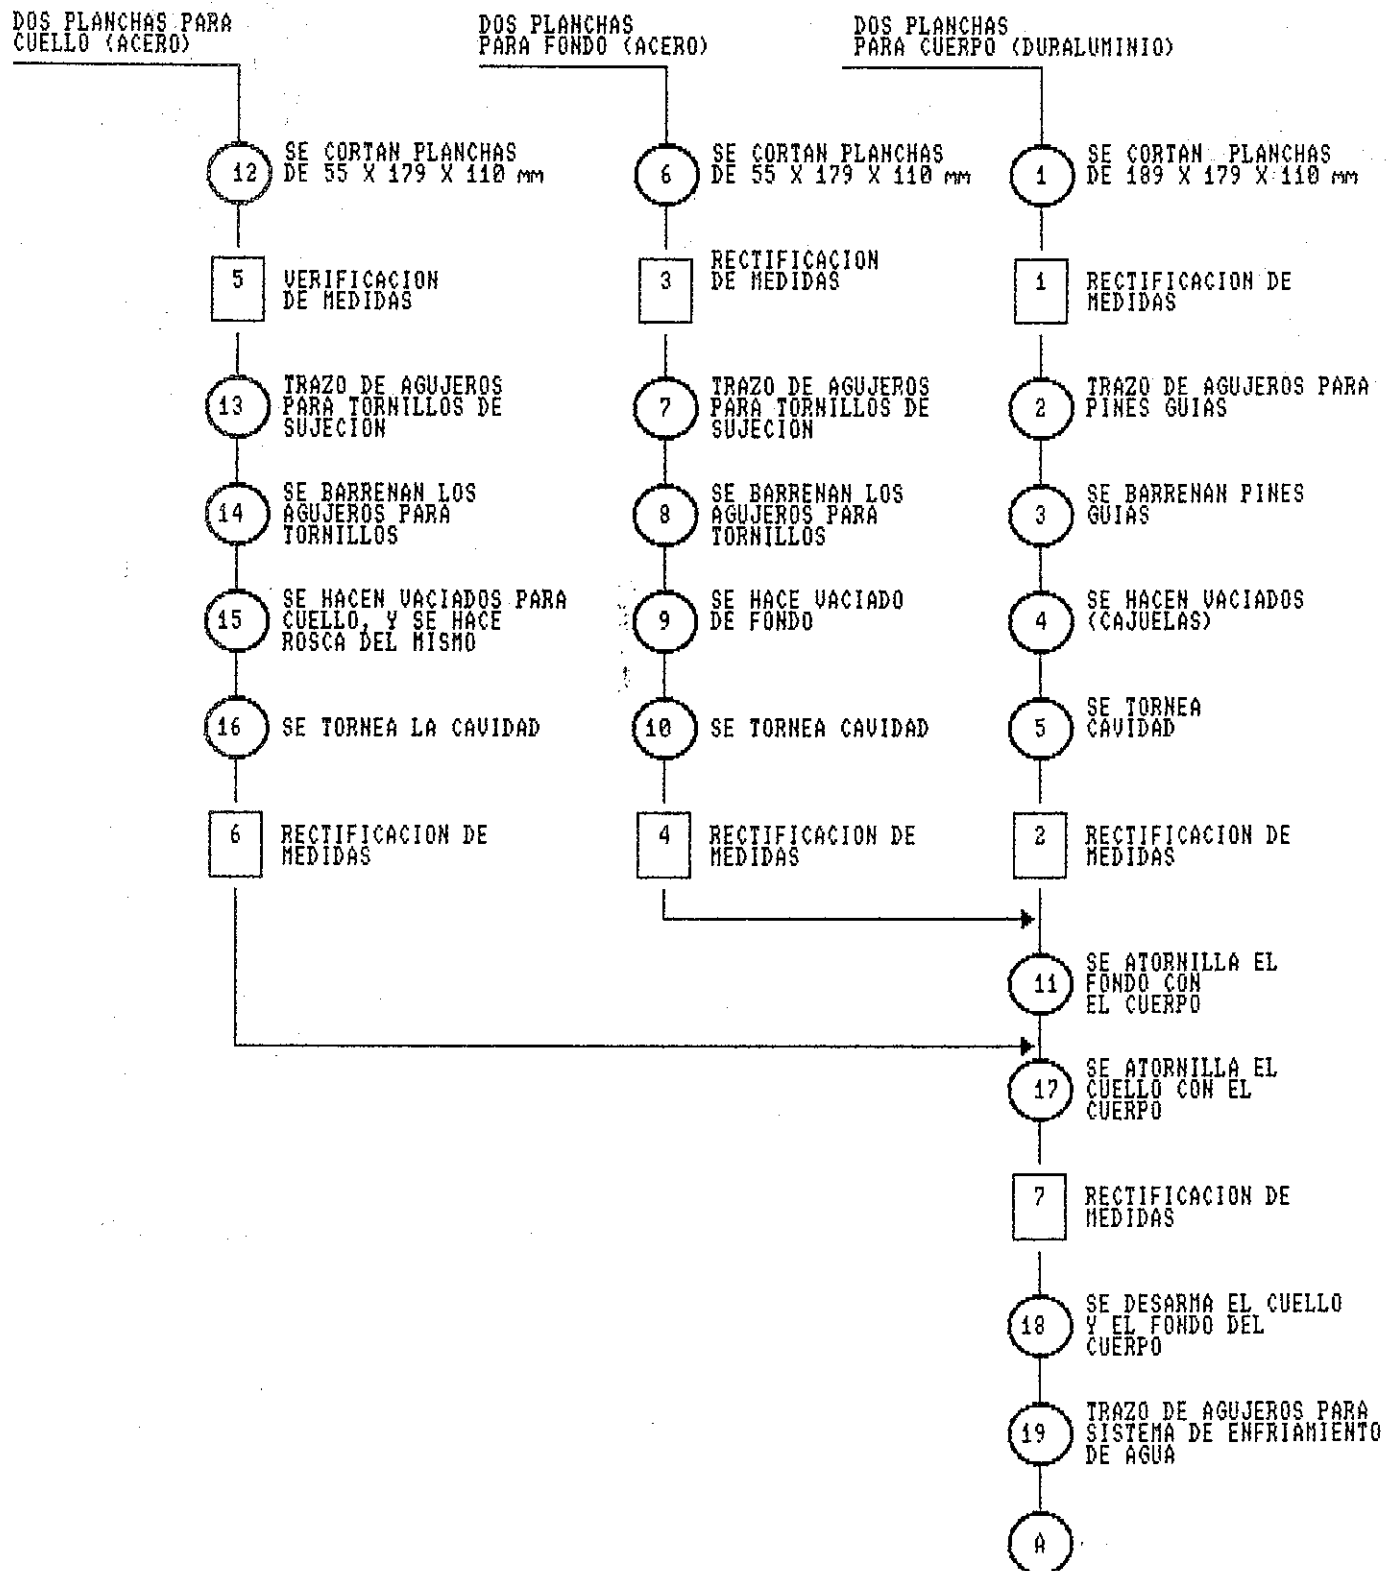 DOS PLANCHAS PARA
CUELLO (ACERO)
12
SE CORTAN PLANCHAS
DE 55 X 179 X 110 mm
5
VERIFICACION
DE MEDIDAS
13
TRAZO DE AGUJEROS
PARA TORNILLOS DE
SUJECION
14
SE BARRENAN LOS
AGUJEROS PARA
TORNILLOS
15
SE HACEN VACIADOS PARA
CUELLO, Y SE HACE
ROSCA DEL MISMO
16
SE TORNEA LA CAVIDAD
6
RECTIFICACION DE
MEDIDAS
DOS PLANCHAS
PARA FONDO (ACERO)
6
SE CORTAN PLANCHAS
DE 55 X 179 X 110 mm
3
RECTIFICACION
DE MEDIDAS
7
TRAZO DE AGUJEROS
PARA TORNILLOS DE
SUJECION
8
SE BARRENAN LOS
AGUJEROS PARA
TORNILLOS
9
SE HACE VACIADO
DE FONDO
10
SE TORNEA CAVIDAD
4
RECTIFICACION DE
MEDIDAS
DOS PLANCHAS
PARA CUERPO (DURALUMINIO)
1
SE CORTAN PLANCHAS
DE 189 X 179 X 110 mm
1
RECTIFICACION DE
MEDIDAS
2
TRAZO DE AGUJEROS PARA
PINES GUIAS
3
SE BARRENAN PINES
GUIAS
4
SE HACEN VACIADOS
(CAJUELAS)
5
SE TORNEA
CAVIDAD
2
RECTIFICACION DE
MEDIDAS
11
SE ATORNILLA EL
FONDO CON
EL CUERPO
17
SE ATORNILLA EL
CUELLO CON EL
CUERPO
7
RECTIFICACION DE
MEDIDAS
18
SE DESARMA EL CUELLO
Y EL FONDO DEL
CUERPO
19
TRAZO DE AGUJEROS PARA
SISTEMA DE ENFRIAMIENTO
DE AGUA
A